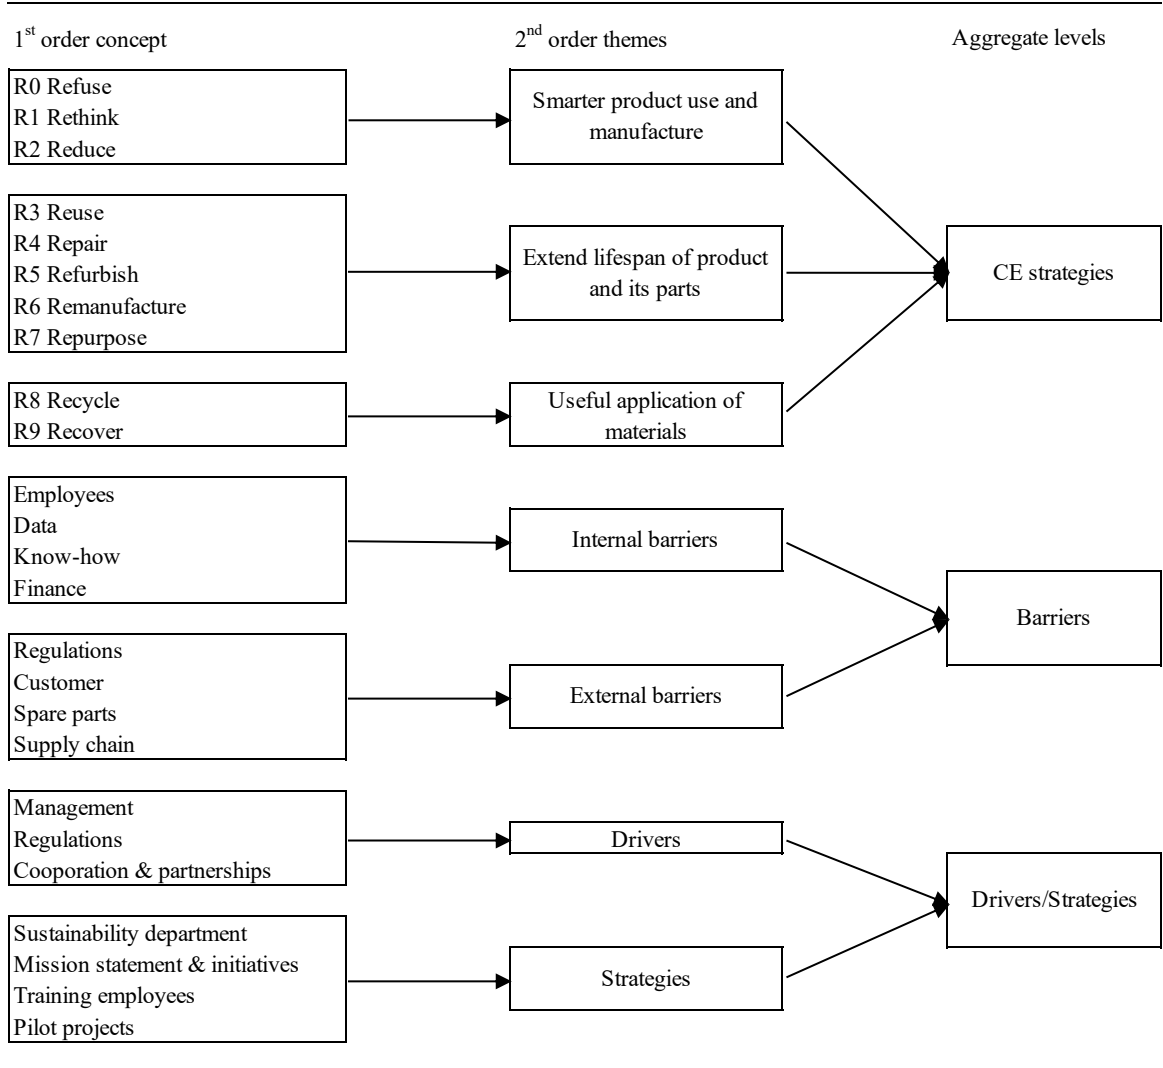 1st order concept
2nd order themes
Aggregate levels
R0 Refuse
R1 Rethink
R2 Reduce
Smarter product use and
manufacture
R3 Reuse
R4 Repair
R5 Refurbish
R6 Remanufacture
R7 Repurpose
Extend lifespan of product
and its parts
CE strategies
R8 Recycle
R9 Recover
Useful application of
materials
Employees
Data
Know-how
Finance
Internal barriers
Barriers
Regulations
Customer
Spare parts
Supply chain
External barriers
Management
Regulations
Cooporation & partnerships
Drivers
Drivers/Strategies
Sustainability department
Mission statement & initiatives
Training employees
Pilot projects
Strategies